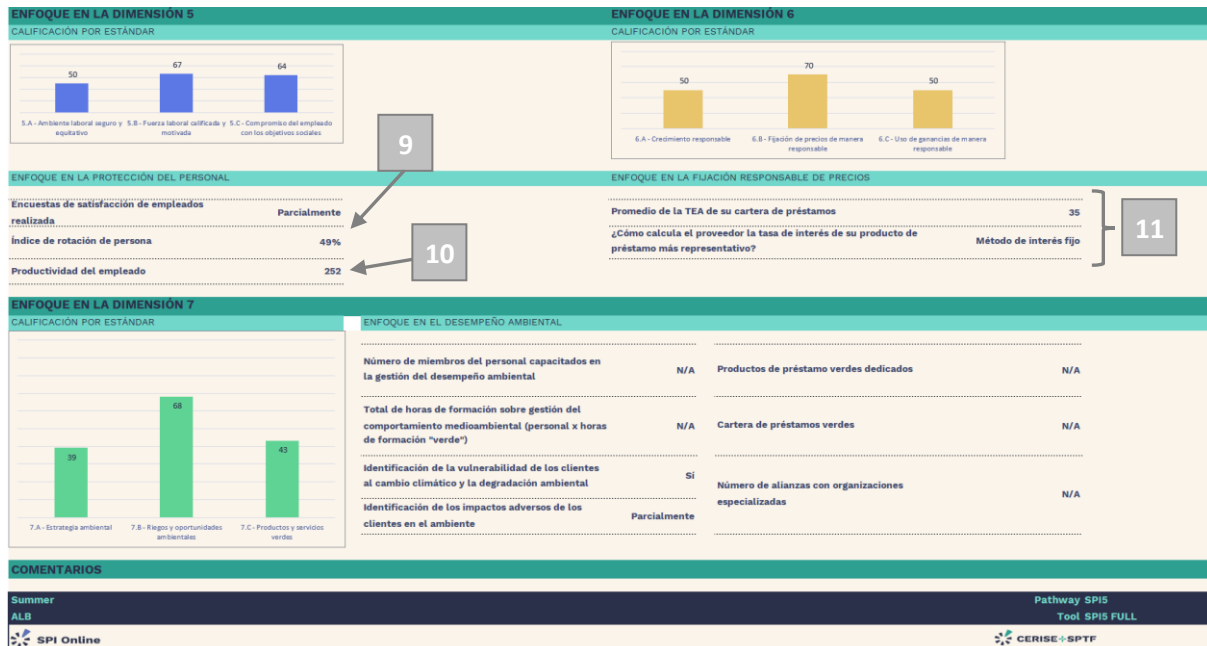 ENFOQUE EN LA DIMENSIÓN 5
CALIFICACIÓN POR ESTÁNDAR
50
67
64
5.A - Ambiente laboral seguro y equitativo
5.B - Fuerza laboral calificada y motivada
5.C - Compromiso del empleado con los objetivos sociales
ENFOQUE EN LA DIMENSIÓN 6
CALIFICACIÓN POR ESTÁNDAR
50
70
50
6.A - Crecimiento responsable
6.B - Fijación de precios de manera responsable
6.C - Uso de ganancias de manera responsable
9
ENFOQUE EN LA PROTECCIÓN DEL PERSONAL
Encuestas de satisfacción de empleados
realizada
Parcialmente
Índice de rotación de persona 49%
10
Productividad del empleado 252
ENFOQUE EN LA FIJACIÓN RESPONSABLE DE PRECIOS
Promedio de la TEA de su cartera de préstamos 35
¿Cómo calcula el proveedor la tasa de interés de su producto de
préstamo más representativo?
Método de interés fijo
11
ENFOQUE EN LA DIMENSIÓN 7
CALIFICACIÓN POR ESTÁNDAR
39
68
43
7.A - Estrategia ambiental
7.B - Riegos y oportunidades ambientales
7.C - Productos y servicios verdes
ENFOQUE EN EL DESEMPEÑO AMBIENTAL
Número de miembros del personal capacitados en
la gestión del desempeño ambiental
N/A
Total de horas de formación sobre gestión del
comportamiento medioambiental (personal x horas
de formación "verde")
N/A
Identificación de la vulnerabilidad de los clientes
al cambio climático y la degradación ambiental
Sí
Identificación de los impactos adversos de los
clientes en el ambiente
Parcialmente
Productos de préstamo verdes dedicados N/A
Cartera de préstamos verdes N/A
Número de alianzas con organizaciones
especializadas
N/A
COMENTARIOS
Summer
ALB
Pathway SPI5
Tool SPI5 FULL
SPI Online
CERISE+SPTF